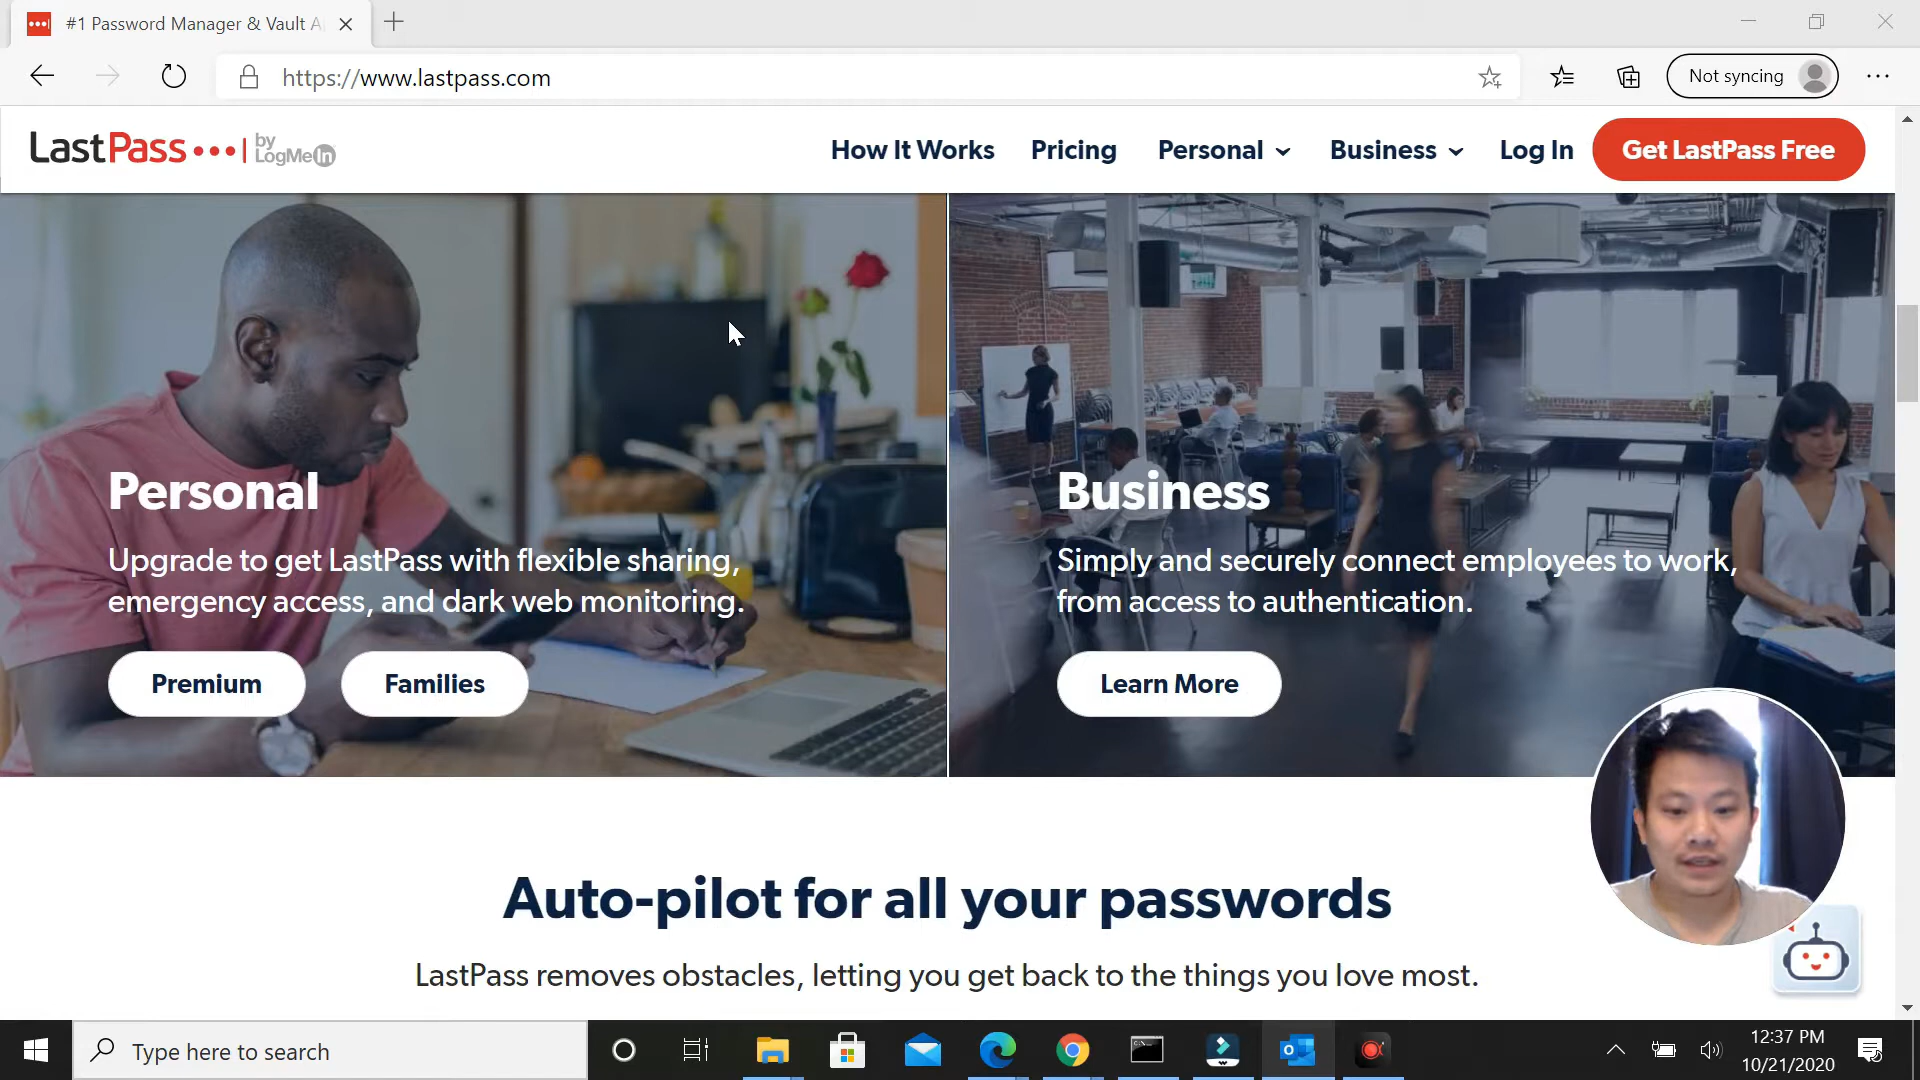 #1 Password Manager & Vault A
https://www.lastpass.com
Not syncing
LastPass
by
LogMeIn
How It Works
Pricing
Personal
Business
Log In
Get LastPass Free
Personal
Upgrade to get LastPass with flexible sharing,
emergency access, and dark web monitoring.
Premium
Families
Business
Simply and securely connect employees to work,
from access to authentication.
Learn More
Auto-pilot for all your passwords
LastPass removes obstacles, letting you get back to the things you love most.
Type here to search
12:37 PM
10/21/2020